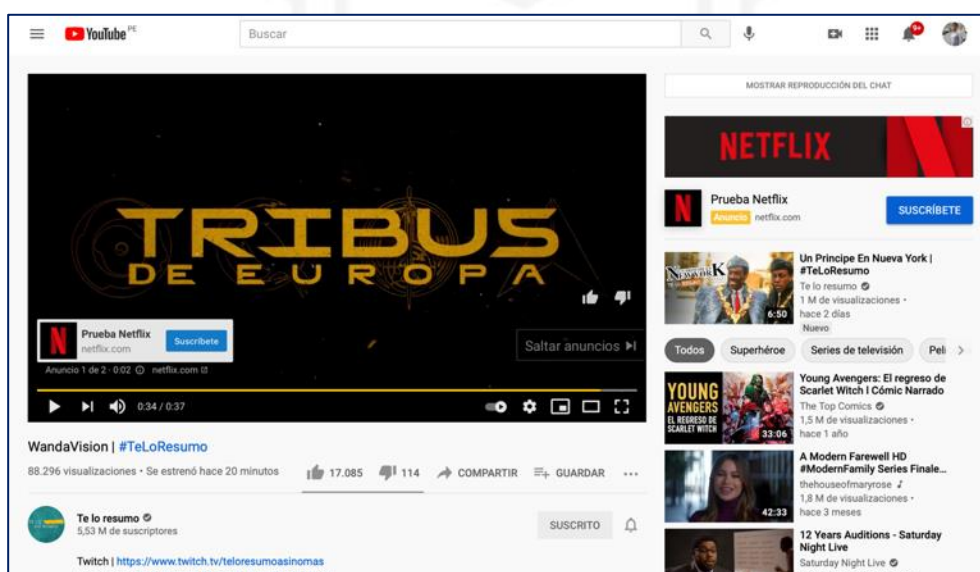 YouTube PE
Buscar
9+
TRIBUS
DE EUROPA
Prueba Netflix
netflix.com
Suscríbete
Saltar anuncios
Anuncio 1 de 2 · 0:02 netflix.com
0:34 / 0:37
WandaVision | #TeLoResumo
88.296 visualizaciones • Se estrenó hace 20 minutos
17.085
114
COMPARTIR
GUARDAR
Te lo resumo
5,53 M de suscriptores
SUSCRITO
Twitch | https://www.twitch.tv/teloresumoasinomas
MOSTRAR REPRODUCCIÓN DEL CHAT
NETFLIX
N
Prueba Netflix
Anuncio netflix.com
SUSCRÍBETE
6:50
Un Principe En Nueva York |
#TeLoResumo
Te lo resumo
1 M de visualizaciones •
hace 2 días
Nuevo
Todos
Superhéroe
Series de televisión
Pelí
YOUNG
AVENGERS
EL REGRESO DE
SCARLET WITCH
33:06
Young Avengers: El regreso de
Scarlet Witch I Cómic Narrado
The Top Comics
1,5 M de visualizaciones •
hace 1 año
42:33
A Modern Farewell HD
#ModernFamily Series Finale...
thehouseofmaryrose
1,8 M de visualizaciones •
hace 3 meses
12 Years Auditions - Saturday
Night Live
Saturday Night Live